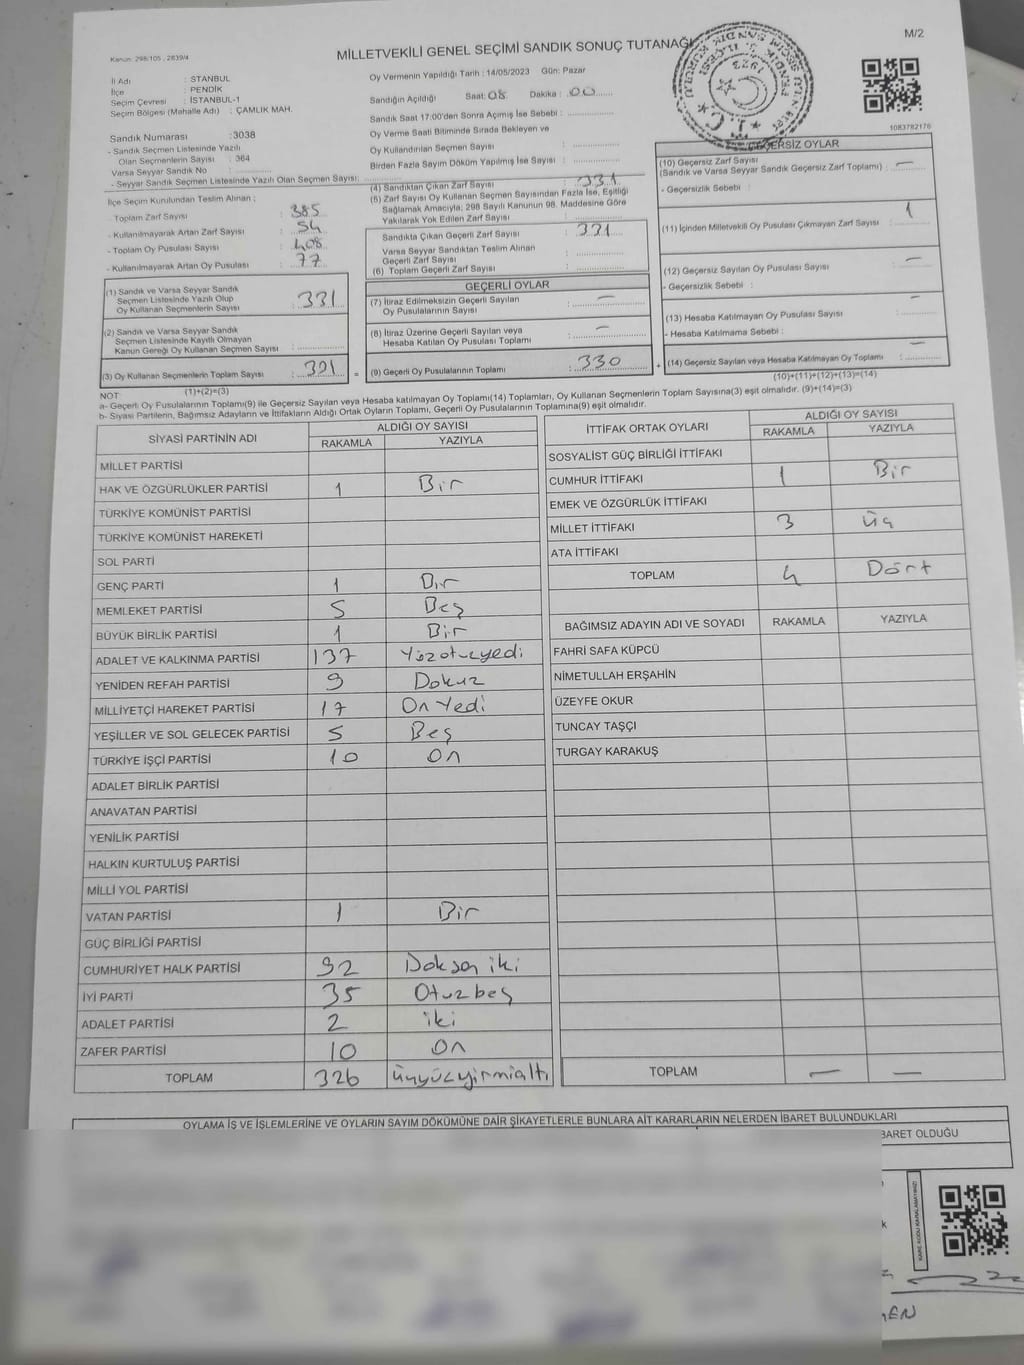 M/2
Kanun: 298/105 , 2839/4
MİLLETVEKİLİ GENEL SEÇİMİ SANDIK SONUÇ TUTANAĞI
İl Adı : STANBUL
İlçe : PENDİK
Seçim Çevresi : İSTANBUL-1
Seçim Bölgesi (Mahalle Adı) : ÇAMLIK MAH.
Sandık Numarası : 3038
- Sandık Seçmen Listesinde Yazılı
Olan Seçmenlerin Sayısı : 364
Varsa Seyyar Sandık No :
- Seyyar Sandık Seçmen Listesinde Yazılı Olan Seçmen Sayısı:
Oy Vermenin Yapıldığı Tarih : 14/05/2023 Gün: Pazar
Sandığın Açıldığı Saat: 08 Dakika : 00
Sandık Saat 17:00'den Sonra Açımış İse Sebebi :
Oy Verme Saati Bitiminde Sırada Bekleyen ve
Oy Kullandırılan Seçmen Sayısı :
Birden Fazla Sayım Döküm Yapılmış İse Sayısı :
1083782176
İlçe Seçim Kurulundan Teslim Alınan ;
- Toplam Zarf Sayısı : 385
- Kullanılmayarak Artan Zarf Sayısı : 54
- Toplam Oy Pusulası Sayısı : 408
- Kullanılmayarak Artan Oy Pusulası : 77
(1) Sandık ve Varsa Seyyar Sandık
Seçmen Listesinde Yazılı Olup
Oy Kullanan Seçmenlerin Sayısı : 331
(2) Sandık ve Varsa Seyyar Sandık
Seçmen Listesinde Kayıtlı Olmayan
Kanun Gereği Oy Kullanan Seçmen Sayısı :
(3) Oy Kullanan Seçmenlerin Toplam Sayısı : 331 =
(1)+(2)=(3)
(4) Sandıktan Çıkan Zarf Sayısı : 331
(5) Zarf Sayısı Oy Kullanan Seçmen Sayısından Fazla İse, Eşitliği
Sağlamak Amacıyla, 298 Sayılı Kanunun 98. Maddesine Göre
Yakılarak Yok Edilen Zarf Sayısı :
Sandıkta Çıkan Geçerli Zarf Sayısı : 331
Varsa Seyyar Sandıktan Teslim Alınan
Geçerli Zarf Sayısı :
(6) Toplam Geçerli Zarf Sayısı :
GEÇERLİ OYLAR
(7) İtiraz Edilmeksizin Geçerli Sayılan
Oy Pusulalarının Sayısı : —
(8) İtiraz Üzerine Geçerli Sayılan veya
Hesaba Katılan Oy Pusulası Toplamı : —
(9) Geçerli Oy Pusulalarının Toplamı : 330 +
GEÇERSİZ OYLAR
(10) Geçersiz Zarf Sayısı
(Sandık ve Varsa Seyyar Sandık Geçersiz Zarf Toplamı) : —
- Geçersizlik Sebebi :
(11) İçinden Milletvekili Oy Pusulası Çıkmayan Zarf Sayısı : 1
(12) Geçersiz Sayılan Oy Pusulası Sayısı : —
- Geçersizlik Sebebi :
(13) Hesaba Katılmayan Oy Pusulası Sayısı : —
- Hesaba Katılmama Sebebi :
(14) Geçersiz Sayılan veya Hesaba Katılmayan Oy Toplamı : —
(10)+(11)+(12)+(13)=(14)
NOT
a- Geçerli Oy Pusulalarının Toplamı(9) ile Geçersiz Sayılan veya Hesaba katılmayan Oy Toplamı(14) Toplamları, Oy Kullanan Seçmenlerin Toplam Sayısına(3) eşit olmalıdır. (9)+(14)=(3)
b- Siyasi Partilerin, Bağımsız Adayların ve İttifakların Aldığı Ortak Oyların Toplamı, Geçerli Oy Pusulalarının Toplamına(9) eşit olmalıdır.
SİYASİ PARTİNİN ADI ALDIĞI OY SAYISI
RAKAMLA YAZIYLA
MİLLET PARTİSİ
HAK VE ÖZGÜRLÜKLER PARTİSİ 1 Bir
TÜRKİYE KOMÜNİST PARTİSİ
TÜRKİYE KOMÜNİST HAREKETİ
SOL PARTİ
GENÇ PARTİ 1 Bir
MEMLEKET PARTİSİ 5 Beş
BÜYÜK BİRLİK PARTİSİ 1 Bir
ADALET VE KALKINMA PARTİSİ 137 Yüzotuzyedi
YENİDEN REFAH PARTİSİ 9 Dokuz
MİLLİYETÇİ HAREKET PARTİSİ 17 On Yedi
YEŞİLLER VE SOL GELECEK PARTİSİ 5 Beş
TÜRKİYE İŞÇİ PARTİSİ 10 On
ADALET BİRLİK PARTİSİ
ANAVATAN PARTİSİ
YENİLİK PARTİSİ
HALKIN KURTULUŞ PARTİSİ
MİLLİ YOL PARTİSİ
VATAN PARTİSİ 1 Bir
GÜÇ BİRLİĞİ PARTİSİ
CUMHURİYET HALK PARTİSİ 92 Doksan iki
İYİ PARTİ 35 Otuzbeş
ADALET PARTİSİ 2 iki
ZAFER PARTİSİ 10 On
TOPLAM 326 üçyüzyirmialtı
İTTİFAK ORTAK OYLARI ALDIĞI OY SAYISI
RAKAMLA YAZIYLA
SOSYALİST GÜÇ BİRLİĞİ İTTİFAKI
CUMHUR İTTİFAKI 1 Bir
EMEK VE ÖZGÜRLÜK İTTİFAKI
MİLLET İTTİFAKI 3 üç
ATA İTTİFAKI
TOPLAM 4 Dört
BAĞIMSIZ ADAYIN ADI VE SOYADI RAKAMLA YAZIYLA
FAHRİ SAFA KÜPCÜ
NİMETULLAH ERŞAHİN
ÜZEYFE OKUR
TUNCAY TAŞÇI
TURGAY KARAKUŞ
TOPLAM — —
OYLAMA İŞ VE İŞLEMLERİNE VE OYLARIN SAYIM DÖKÜMÜNE DAİR ŞİKAYETLERLE BUNLARA AİT KARARLARIN NELERDEN İBARET BULUNDUKLARI
BARET OLDUĞU
KARE KODU KARALAMAYINIZ!